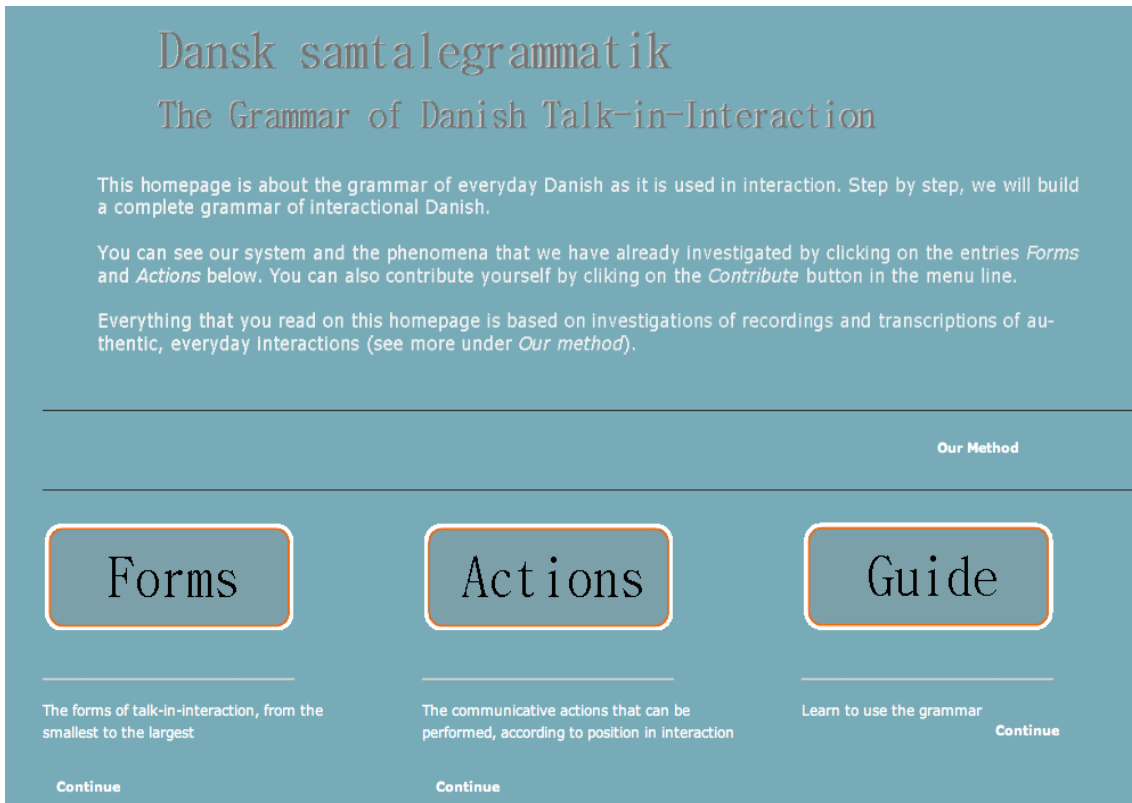 Dansk samtalegrammatik
The Grammar of Danish Talk-in-Interaction
This homepage is about the grammar of everyday Danish as it is used in interaction. Step by step, we will build
a complete grammar of interactional Danish.
You can see our system and the phenomena that we have already investigated by clicking on the entries Forms
and Actions below. You can also contribute yourself by cliking on the Contribute button in the menu line.
Everything that you read on this homepage is based on investigations of recordings and transcriptions of au-
thentic, everyday interactions (see more under Our method).
Our Method
Forms
Actions
Guide
The forms of talk-in-interaction, from the
smallest to the largest
Continue
The communicative actions that can be
performed, according to position in interaction
Continue
Learn to use the grammar
Continue